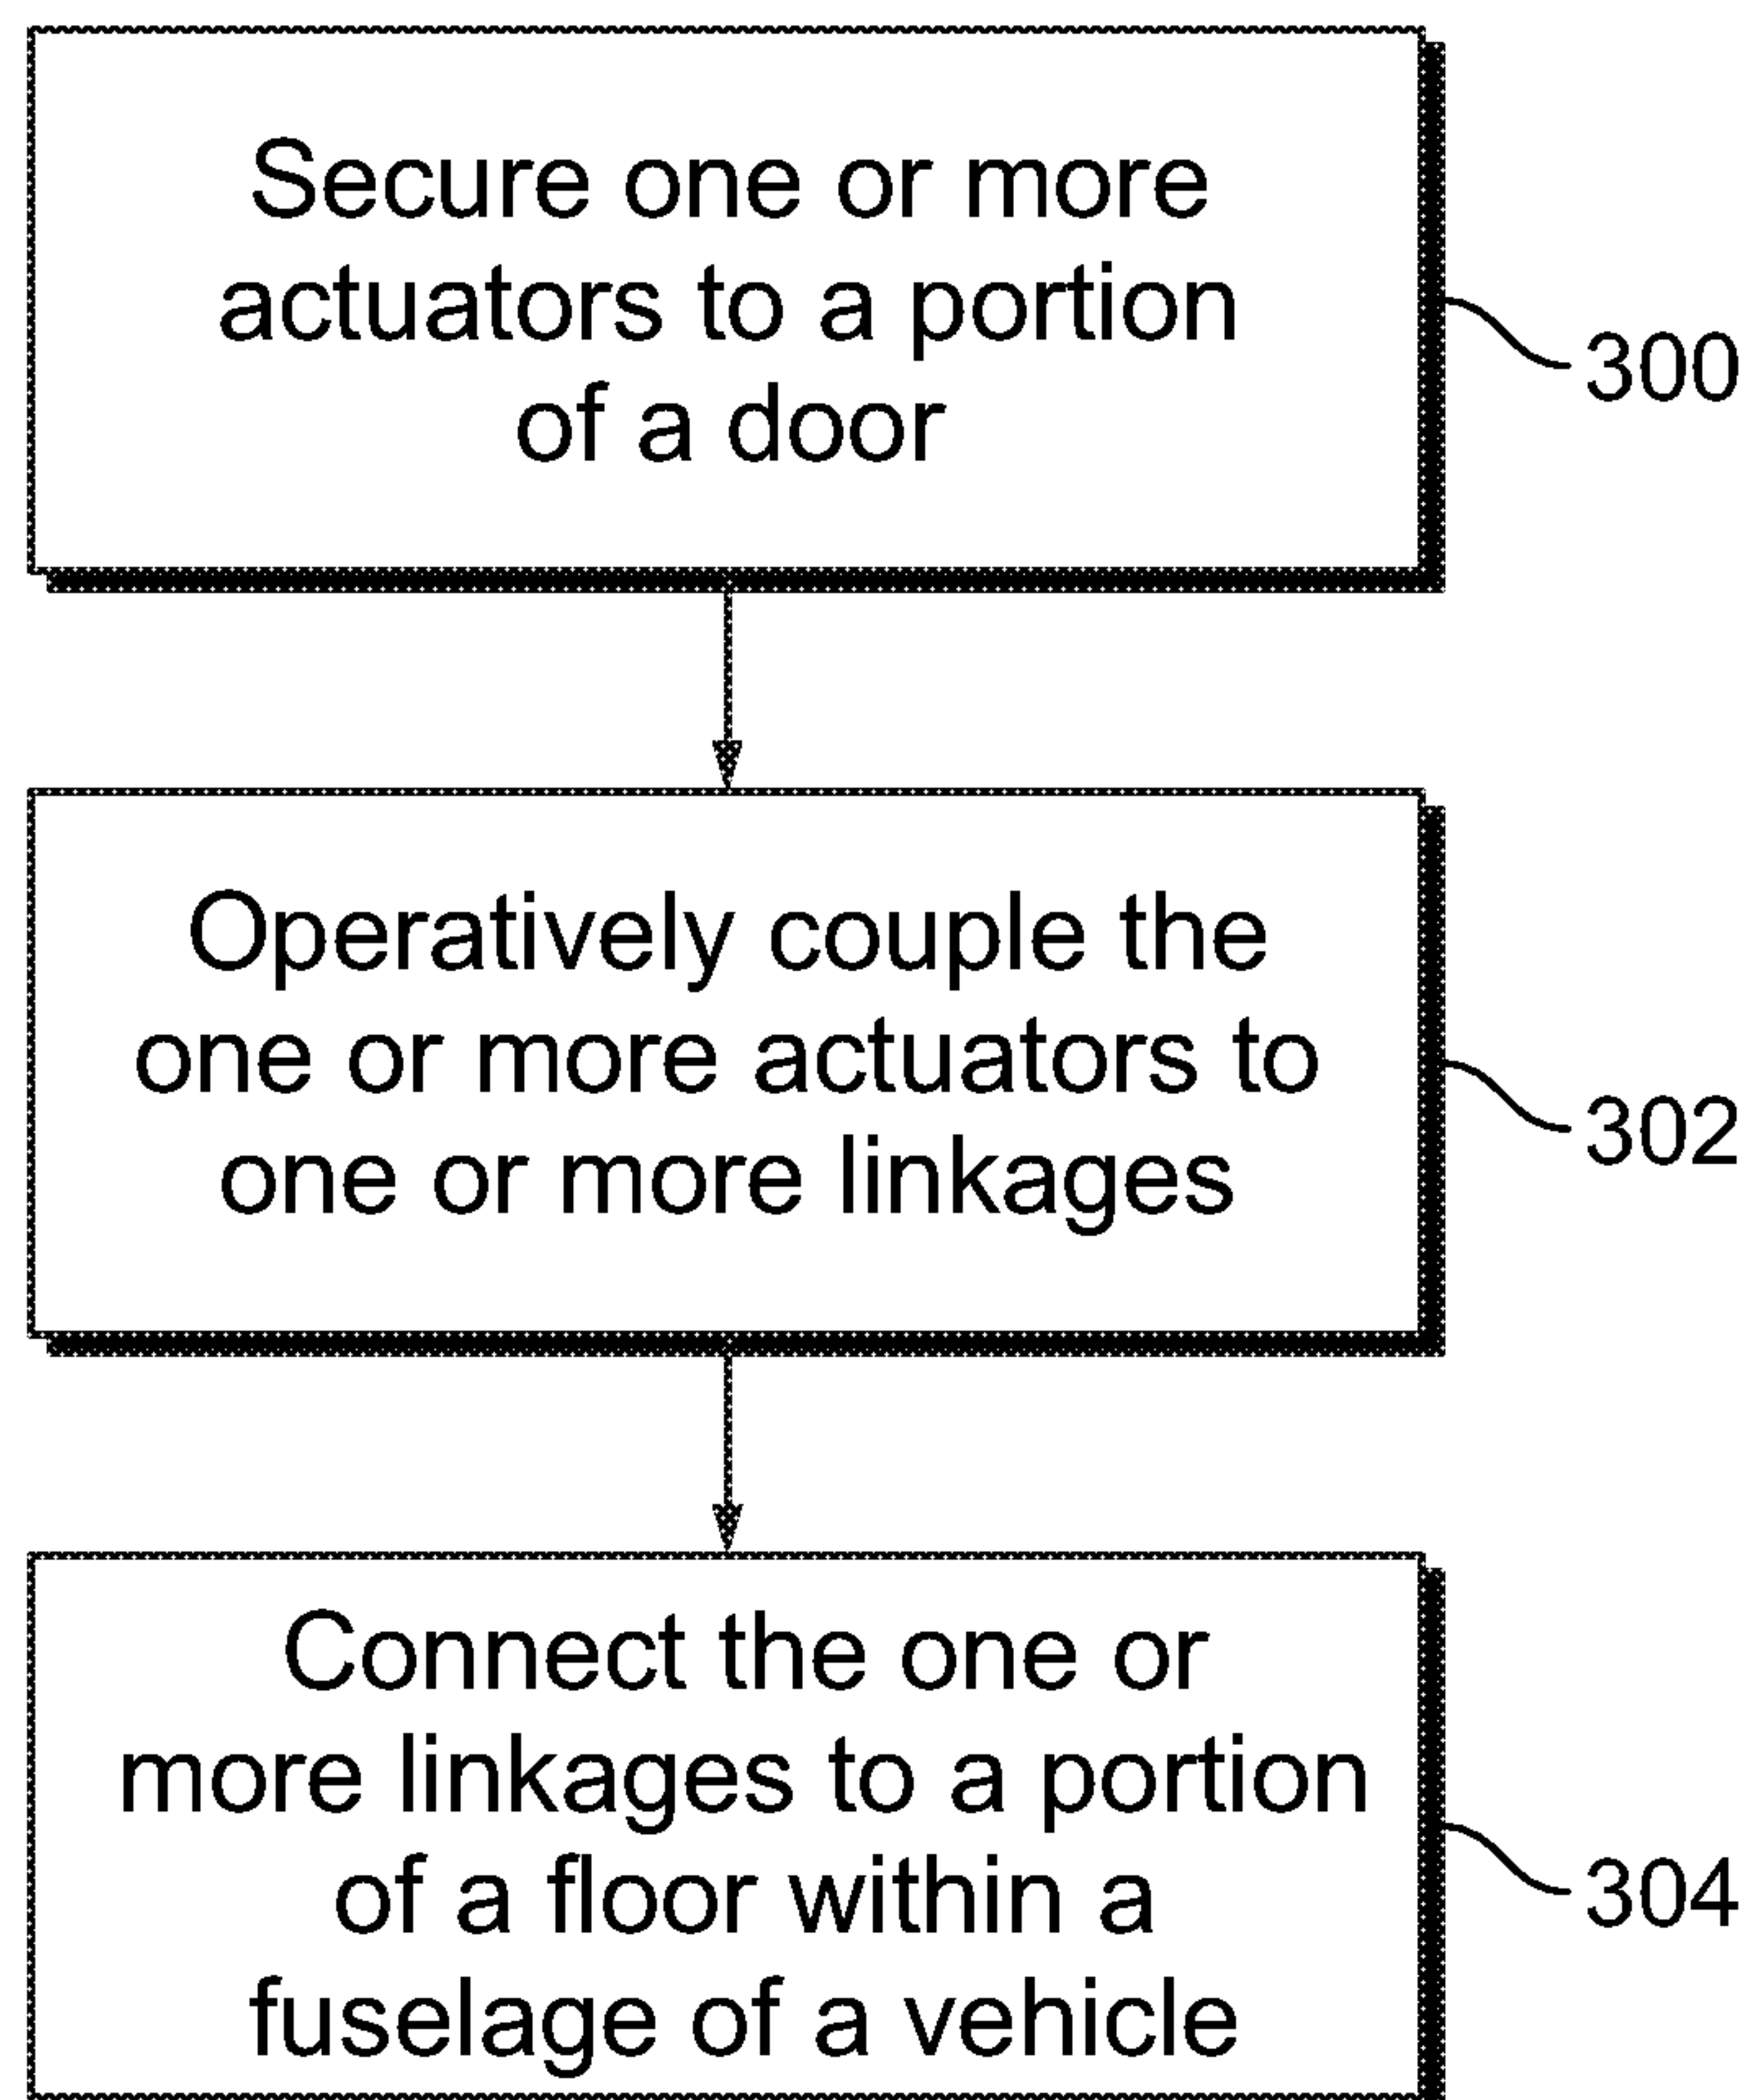 Secure one or more
actuators to a portion
of a door
300
Operatively couple the
one or more actuators to
one or more linkages
302
Connect the one or
more linkages to a portion
of a floor within a
fuselage of a vehicle
304